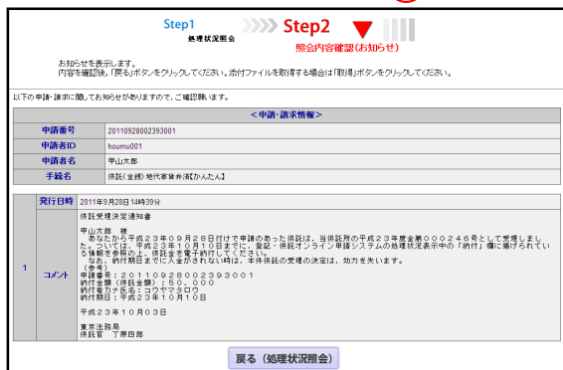 Step1
処理状況照会
Step2
照会内容確認(お知らせ)
お知らせを表示します。
内容を確認後、「戻る」ボタンをクリックしてください。添付ファイルを取得する場合は「取得」ボタンをクリックしてください。
以下の申請・請求に関してお知らせがありますので、ご確認願います。
＜申請・請求情報＞
申請番号 20110928002393001
申請者ID houmu001
申請者名 甲山太郎
手続名 供託(金銭)地代家賃弁済【かんたん】
発行日時 2011年9月28日14時39分
1 コメント
供託受理決定通知書
甲山太郎　様
あなたから平成２３年０９月２８日付けで申請のあった供託は、当供託所の平成２３年度金第０００２４６号として受理しまし
た。ついては、平成２３年１０月１０日までに、登記・供託オンライン申請システムの処理状況表示中の「納付」欄に掲げられてい
る情報を参照の上、供託金を電子納付してください。
なお、納付期日までに入金がされない時は、本件供託の受理の決定は、効力を失います。
(参考)
申請番号：２０１１０９２８００２３９３００１
納付金額（供託金額）：５０，０００
納付者カナ氏名：コウヤマタロウ
納付期日：平成２３年１０月１０日
平成２３年１０月０３日
東京法務局
供託官　丁原四郎
戻る（処理状況照会）